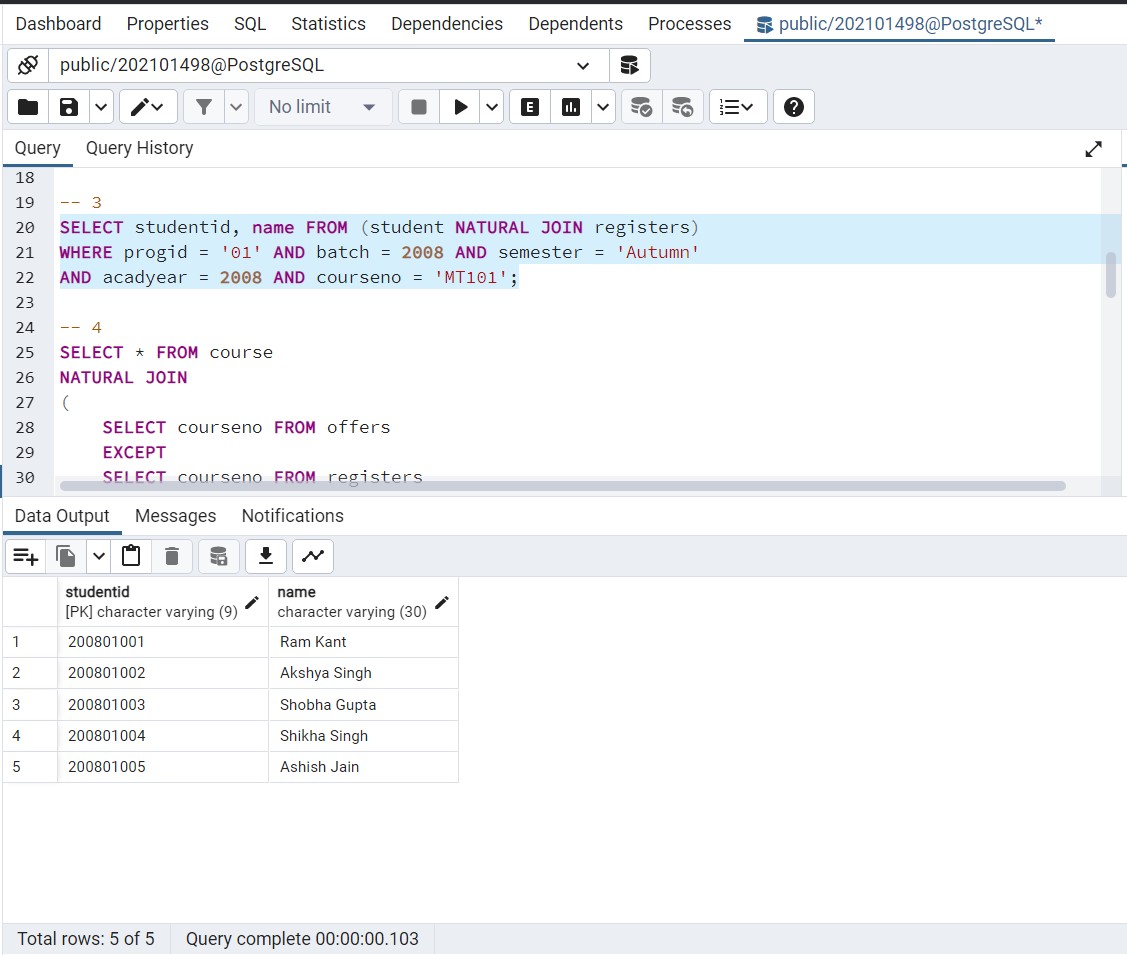 Dashboard Properties SQL Statistics Dependencies Dependents Processes public/202101498@PostgreSQL*
public/202101498@PostgreSQL
No limit E
Query Query History
18
19 -- 3
20 SELECT studentid, name FROM (student NATURAL JOIN registers)
21 WHERE progid = '01' AND batch = 2008 AND semester = 'Autumn'
22 AND acadyear = 2008 AND courseno = 'MT101';
23
24 -- 4
25 SELECT * FROM course
26 NATURAL JOIN
27 (
28 SELECT courseno FROM offers
29 EXCEPT
30 SELECT courseno FROM registers
Data Output Messages Notifications
studentid name
[PK] character varying (9) character varying (30)
1 200801001 Ram Kant
2 200801002 Akshya Singh
3 200801003 Shobha Gupta
4 200801004 Shikha Singh
5 200801005 Ashish Jain
Total rows: 5 of 5 Query complete 00:00:00.103